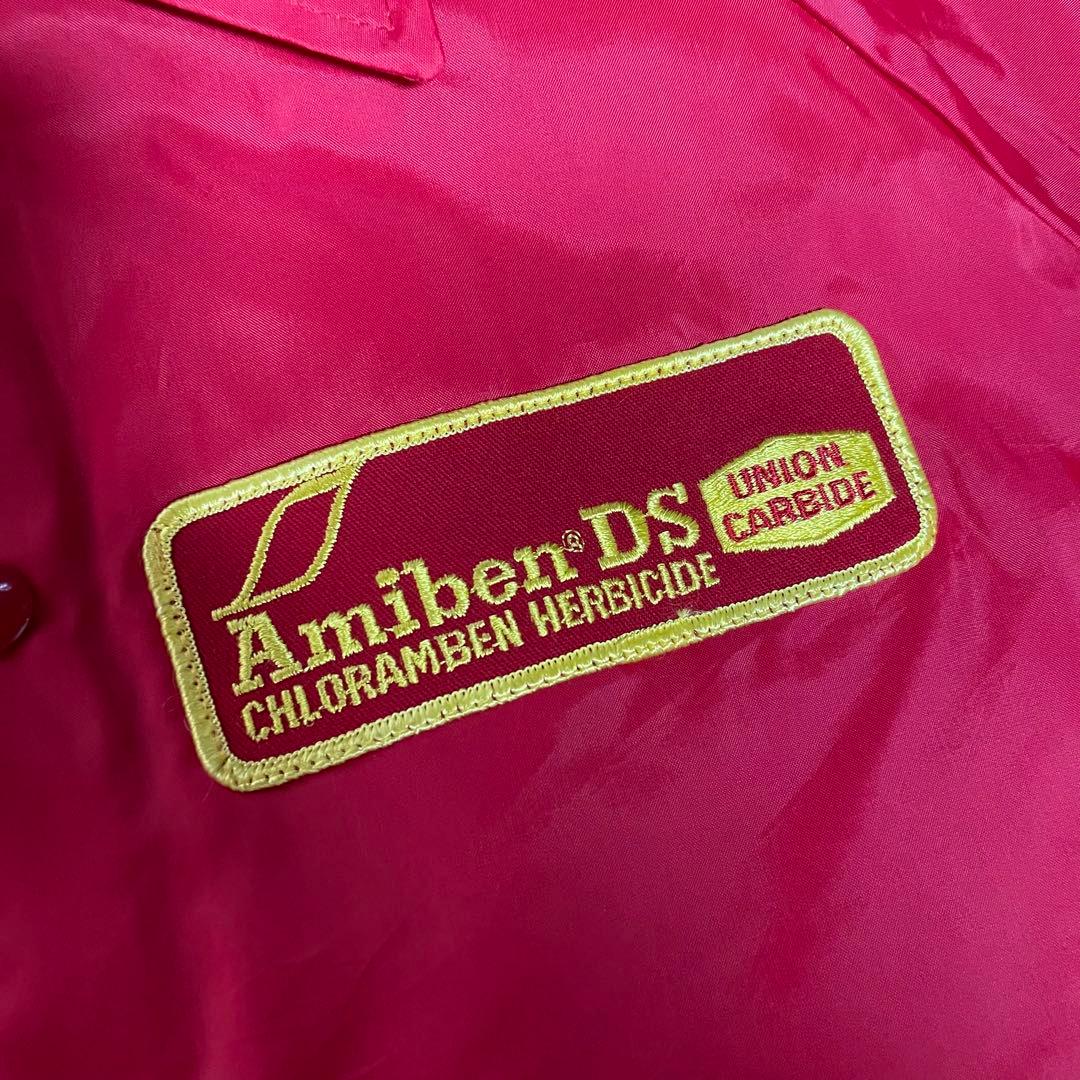 Amiben® DS
CHLORAMBEN HERBICIDE
UNION
CARBIDE